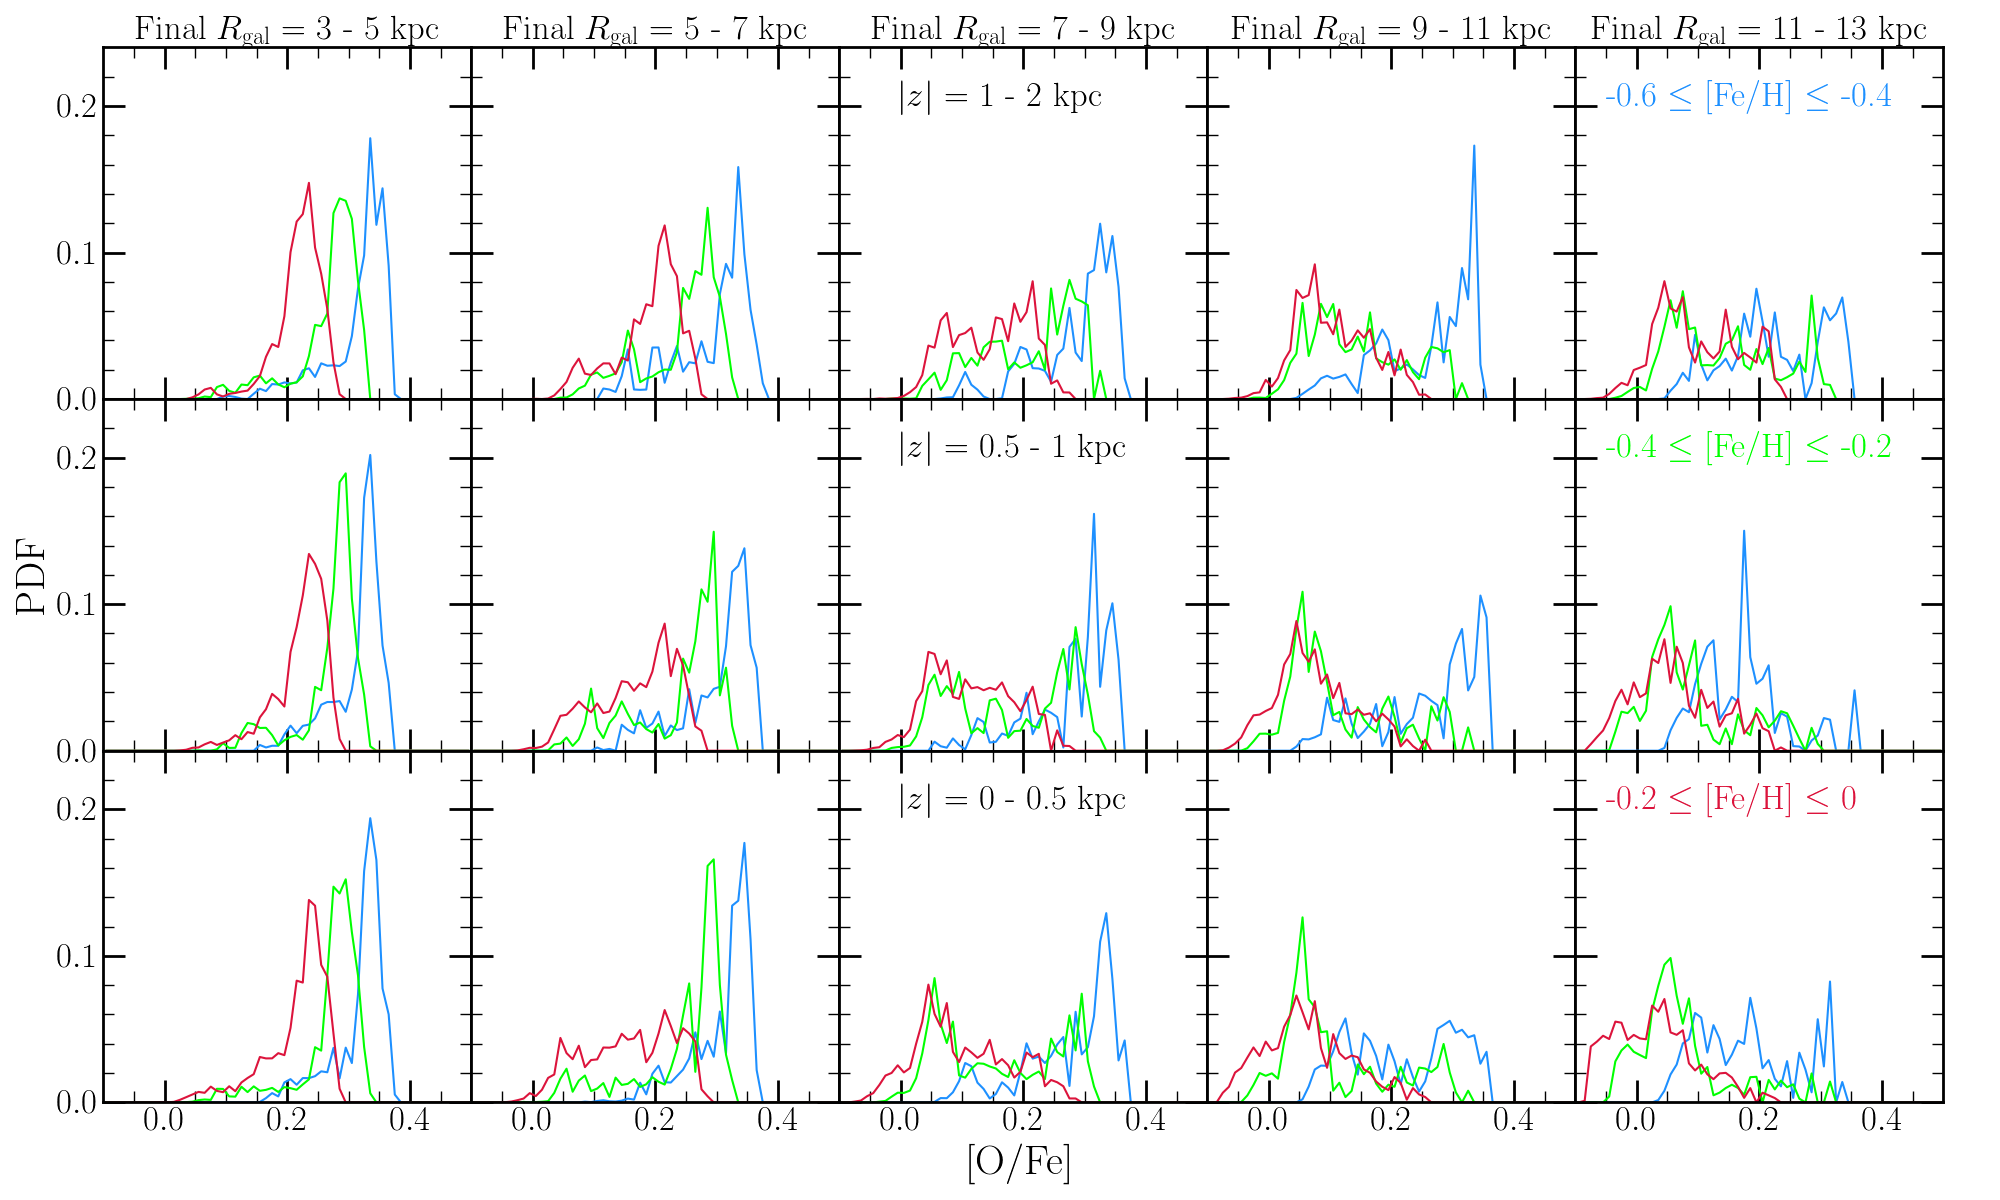 Final R_gal = 3 - 5 kpc
Final R_gal = 5 - 7 kpc
Final R_gal = 7 - 9 kpc
Final R_gal = 9 - 11 kpc
Final R_gal = 11 - 13 kpc
|z| = 1 - 2 kpc
-0.6 ≤ [Fe/H] ≤ -0.4
0.2
0.1
0.0
|z| = 0.5 - 1 kpc
-0.4 ≤ [Fe/H] ≤ -0.2
0.2
0.1
0.0
PDF
|z| = 0 - 0.5 kpc
-0.2 ≤ [Fe/H] ≤ 0
0.2
0.1
0.0
0.0 0.2 0.4
0.0 0.2 0.4
0.0 0.2 0.4
0.0 0.2 0.4
0.0 0.2 0.4
[O/Fe]